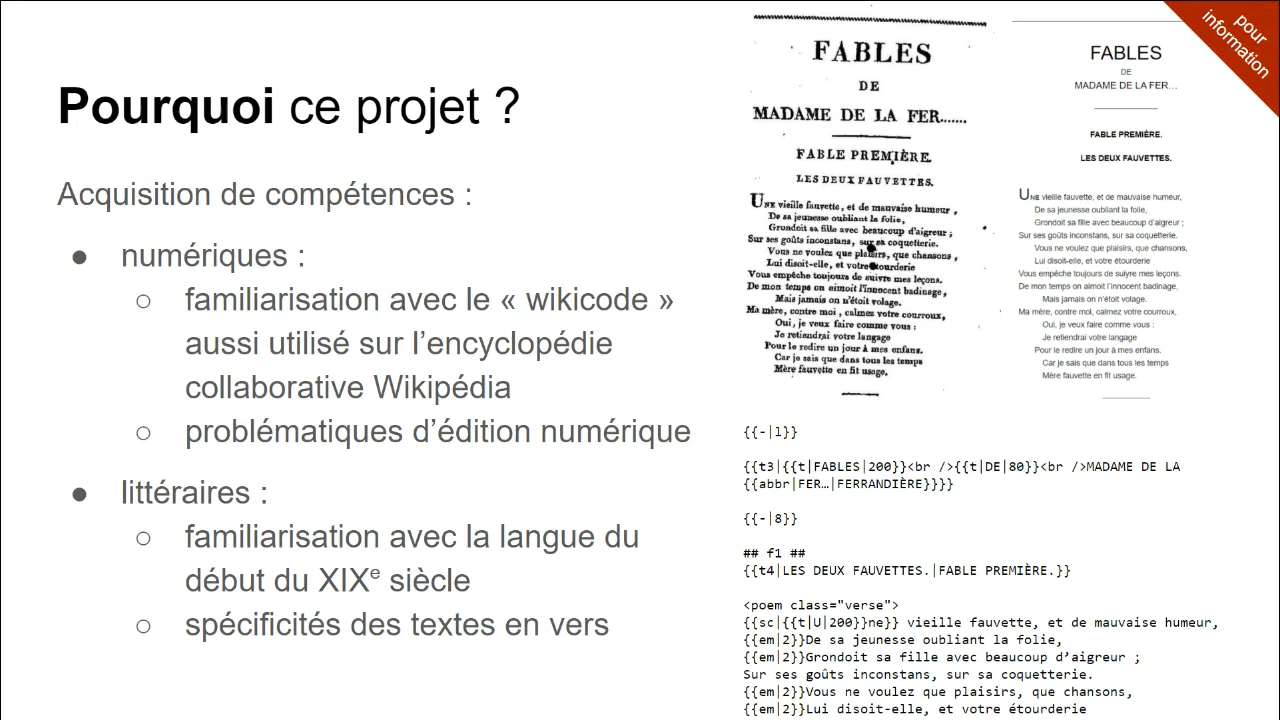 Pourquoi ce projet ?
Acquisition de compétences :
● numériques :
○ familiarisation avec le « wikicode »
aussi utilisé sur l’encyclopédie
collaborative Wikipédia
○ problématiques d’édition numérique
● littéraires :
○ familiarisation avec la langue du
début du XIXe siècle
○ spécificités des textes en vers
FABLES
DE
MADAME DE LA FER......
FABLE PREMIÈRE.
LES DEUX FAUVETTES.
UNE vieille fauvette, et de mauvaise humeur,
De sa jeunesse oubliant la folie,
Grondoit sa fille avec beaucoup d'aigreur ;
Sur ses goûts inconstans, sur sa coquetterie.
Vous ne voulez que plaisirs, que chansons,
Lui disoit-elle, et votre étourderie
Vous empêche toujours de suivre mes leçons.
De mon temps on aimoit l'innocent badinage,
Mais jamais on n'étoit volage.
Ma mère, contre moi, calmez votre courroux,
Oui, je veux faire comme vous :
Je retiendrai votre langage
Pour le redire un jour à mes enfans.
Car je sais que dans tous les temps
Mère fauvette en fit usage.
FABLES
DE
MADAME DE LA FER…
FABLE PREMIÈRE.
LES DEUX FAUVETTES.
UNE vieille fauvette, et de mauvaise humeur,
De sa jeunesse oubliant la folie,
Grondoit sa fille avec beaucoup d’aigreur ;
Sur ses goûts inconstans, sur sa coquetterie.
Vous ne voulez que plaisirs, que chansons,
Lui disoit-elle, et votre étourderie
Vous empêche toujours de suivre mes leçons.
De mon temps on aimoit l’innocent badinage,
Mais jamais on n’étoit volage.
Ma mère, contre moi, calmez votre courroux,
Oui, je veux faire comme vous :
Je retiendrai votre langage
Pour le redire un jour à mes enfans.
Car je sais que dans tous les temps
Mère fauvette en fit usage.
pour
information
{{-|1}}
{{t3|{{t|FABLES|200}}<br />{{t|DE|80}}<br />MADAME DE LA
{{abbr|FER…|FERRANDIÈRE}}}}
{{-|8}}
## f1 ##
{{t4|LES DEUX FAUVETTES.|FABLE PREMIÈRE.}}
<poem class="verse">
{{sc|{{t|U|200}}ne}} vieille fauvette, et de mauvaise humeur,
{{em|2}}De sa jeunesse oubliant la folie,
{{em|2}}Grondoit sa fille avec beaucoup d’aigreur ;
Sur ses goûts inconstans, sur sa coquetterie.
{{em|2}}Vous ne voulez que plaisirs, que chansons,
{{em|2}}Lui disoit-elle, et votre étourderie